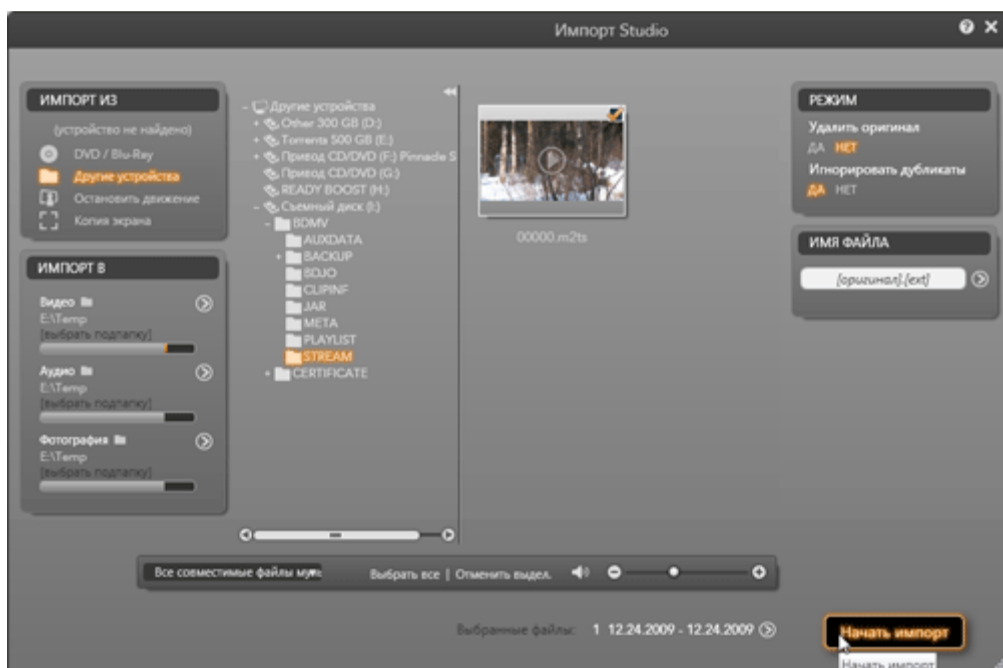 Импорт Studio
ИМПОРТ ИЗ
(устройство не найдено)
DVD / Blu-Ray
Другие устройства
Остановить движение
Копия экрана
ИМПОРТ В
Видео
E:\Temp
[выбрать подпапку]
Аудио
E:\Temp
[выбрать подпапку]
Фотография
E:\Temp
[выбрать подпапку]
Другие устройства
Other 300 GB (D:)
Torrents 500 GB (E:)
Привод CD/DVD (F:) Pinnacle S
Привод CD/DVD (G:)
READY BOOST (H:)
Съемный диск (I:)
BDMV
AUXDATA
BACKUP
BDJO
CLIPINF
JAR
META
PLAYLIST
STREAM
CERTIFICATE
00000.m2ts
РЕЖИМ
Удалить оригинал
ДА НЕТ
Игнорировать дубликаты
ДА НЕТ
ИМЯ ФАЙЛА
[оригинал].[ext]
Все совместимые файлы муль
Выбрать все | Отменить выдел.
Выбранные файлы: 1 12.24.2009 - 12.24.2009
Начать импорт
Начать импорт